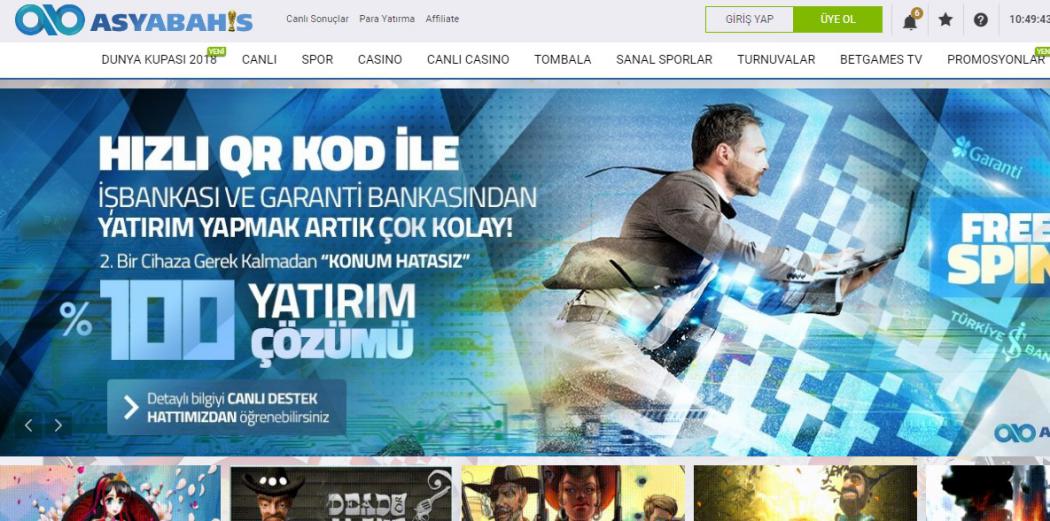 ASYABAHİS
Canlı Sonuçlar Para Yatırma Affiliate
GİRİŞ YAP ÜYE OL
6
10:49:43
DUNYA KUPASI 2018 YENİ CANLI SPOR CASINO CANLI CASINO TOMBALA SANAL SPORLAR TURNUVALAR BETGAMES TV PROMOSYONLAR
HIZLI QR KOD İLE
İŞBANKASI VE GARANTİ BANKASINDAN
YATIRIM YAPMAK ARTIK ÇOK KOLAY!
2. Bir Cihaza Gerek Kalmadan "KONUM HATASIZ"
%100 YATIRIM
ÇÖZÜMÜ
Detaylı bilgiyi CANLI DESTEK
HATTIMIZDAN öğrenebilirsiniz
Garanti
FREE
SPIN
TÜRKİYE İŞ BAN
DEAD
OR